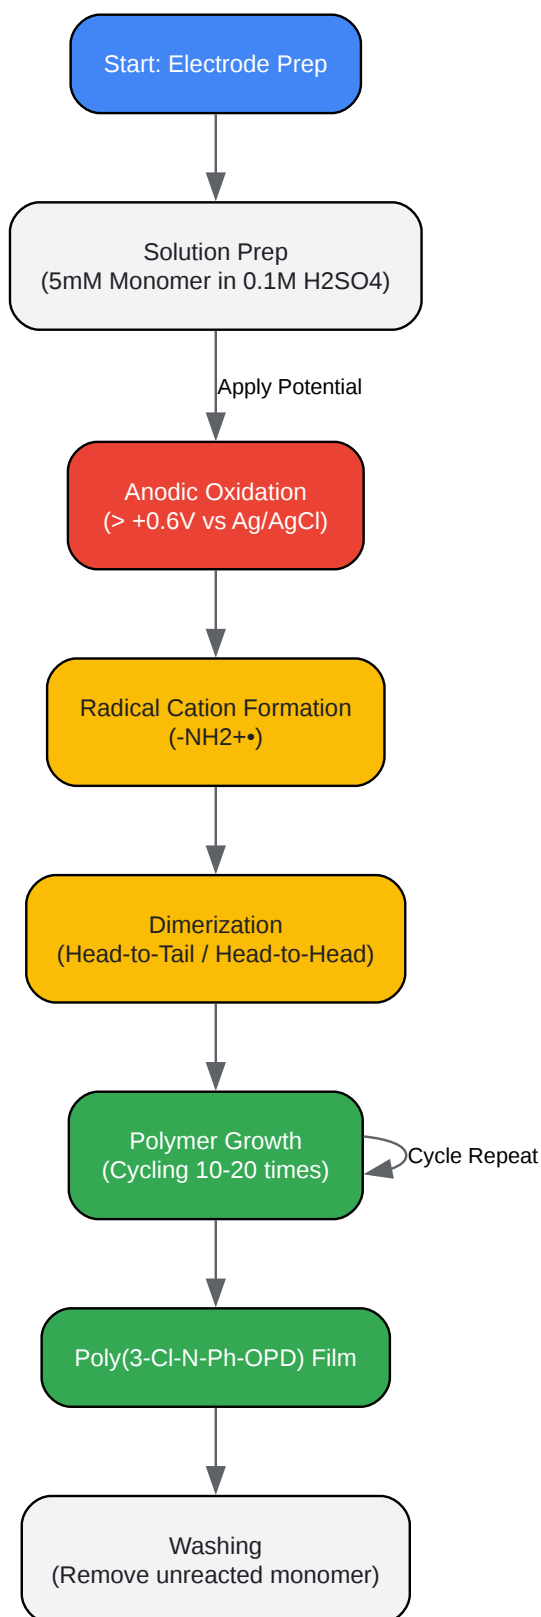 Start: Electrode Prep
Solution Prep
(5mM Monomer in 0.1M H2SO4)
Apply Potential
Anodic Oxidation
(> +0.6V vs Ag/AgCl)
Radical Cation Formation
(-NH2+•)
Dimerization
(Head-to-Tail / Head-to-Head)
Polymer Growth
(Cycling 10-20 times)
Cycle Repeat
Poly(3-Cl-N-Ph-OPD) Film
Washing
(Remove unreacted monomer)